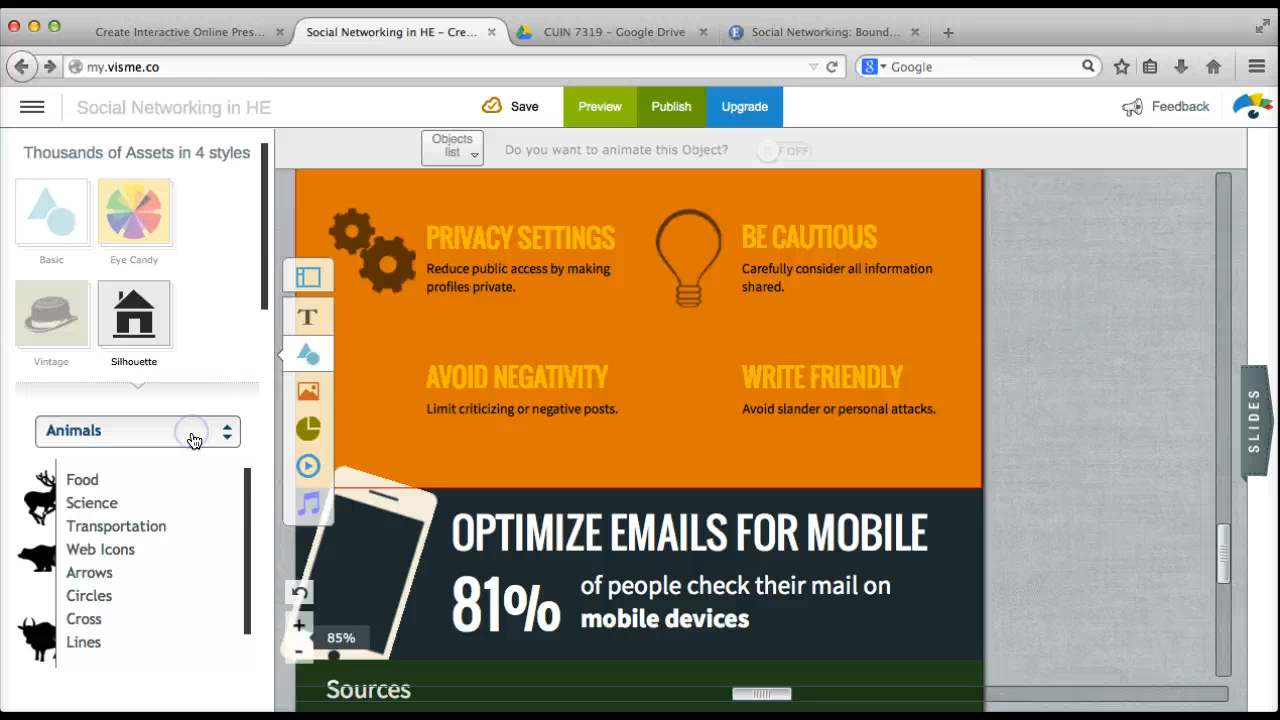 Create Interactive Online Pres...
Social Networking in HE - Cre...
CUIN 7319 - Google Drive
Social Networking: Bound...
my.visme.co
Google
Social Networking in HE
Save
Preview
Publish
Upgrade
Feedback
Thousands of Assets in 4 styles
Objects list
Do you want to animate this Object?
OFF
Basic
Eye Candy
Vintage
Silhouette
Animals
Food
Science
Transportation
Web Icons
Arrows
Circles
Cross
Lines
PRIVACY SETTINGS
Reduce public access by making
profiles private.
BE CAUTIOUS
Carefully consider all information
shared.
AVOID NEGATIVITY
Limit criticizing or negative posts.
WRITE FRIENDLY
Avoid slander or personal attacks.
T
OPTIMIZE EMAILS FOR MOBILE
81%
of people check their mail on
mobile devices
85%
Sources
SLIDES